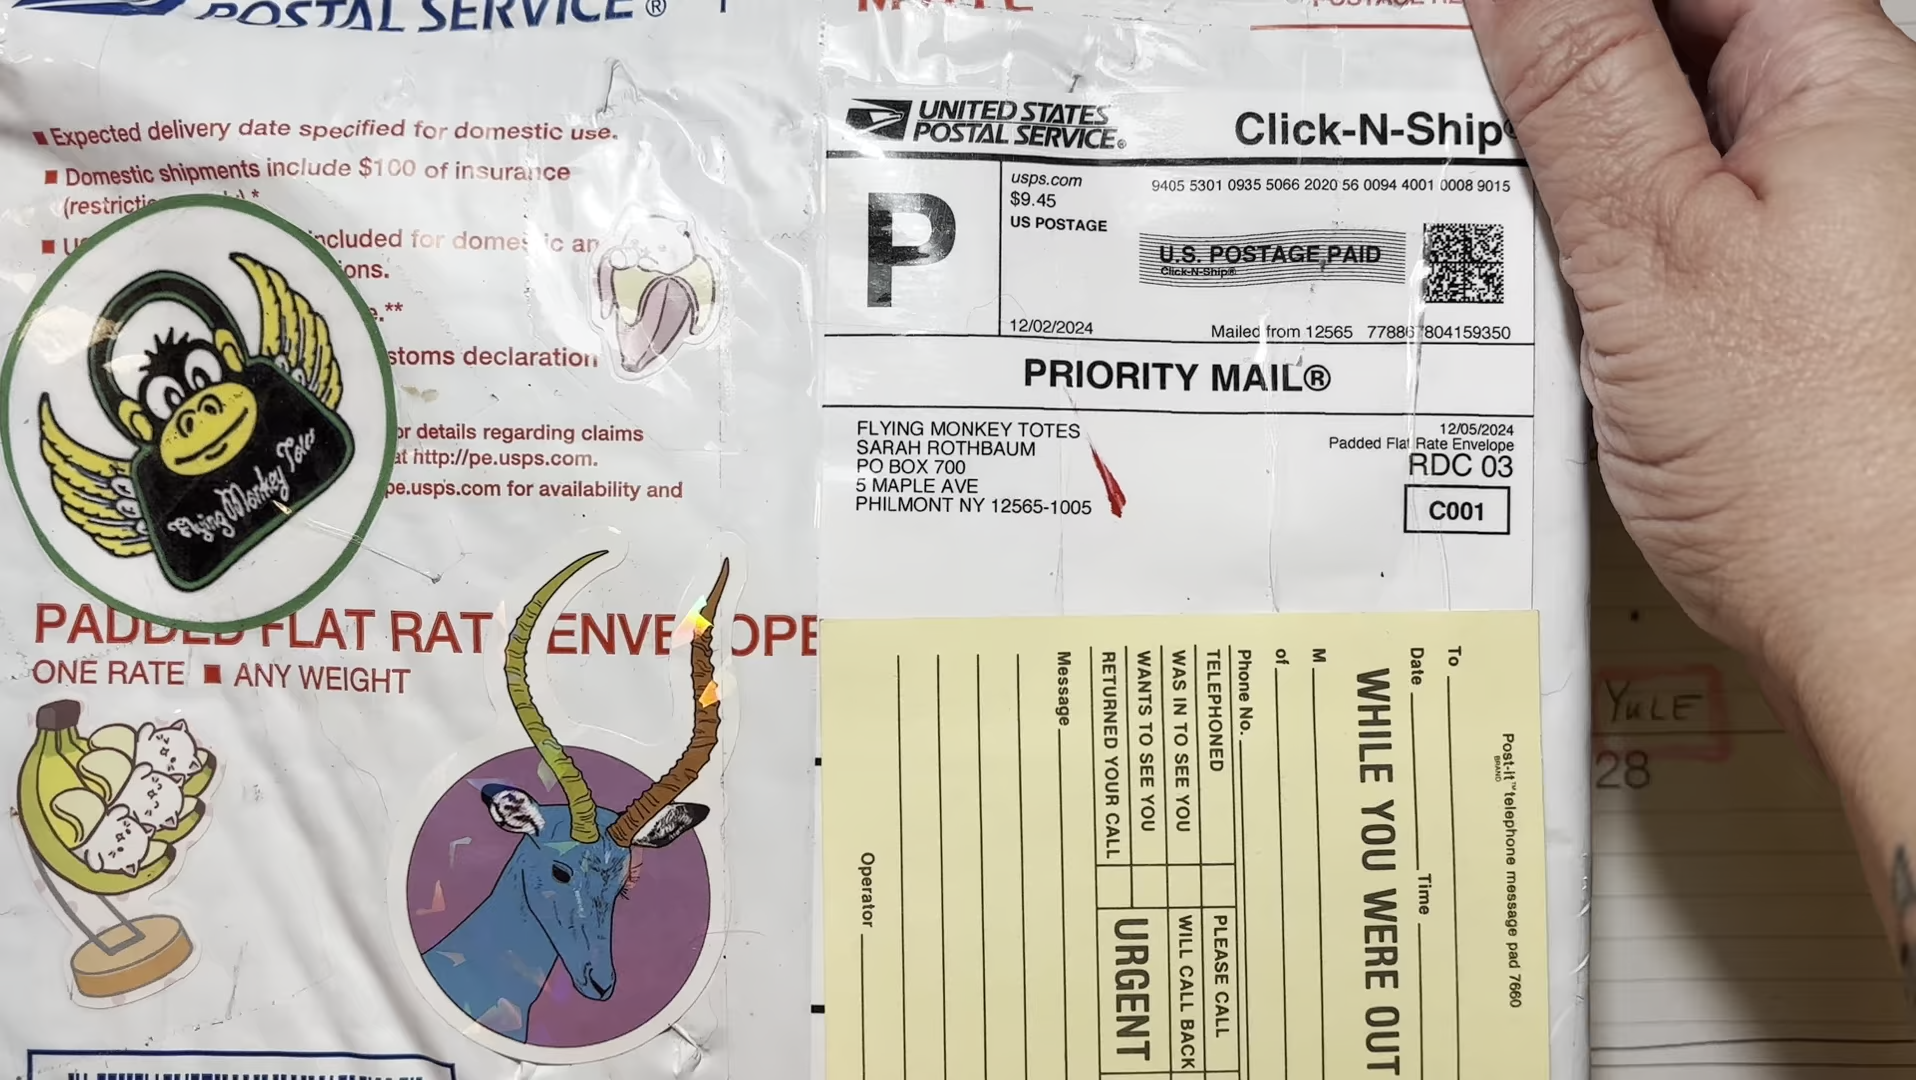 POSTAL SERVICE®
Expected delivery date specified for domestic use.
Domestic shipments include $100 of insurance
*
included for domestic an
ions.
**
stoms declaration
or details regarding claims
at http://pe.usps.com.
pe.usps.com for availability and
Flying Monkey Totes
PADDED FLAT RAT ENVE OPE
ONE RATE ■ ANY WEIGHT
UNITED STATES
POSTAL SERVICE®
Click-N-Ship®
P
usps.com
$9.45
US POSTAGE
9405 5301 0935 5066 2020 56 0094 4001 0008 9015
U.S. POSTAGE PAID
Click-N-Ship®
12/02/2024
Mailed from 12565
PRIORITY MAIL®
FLYING MONKEY TOTES
SARAH ROTHBAUM
PO BOX 700
5 MAPLE AVE
PHILMONT NY 12565-1005
12/05/2024
Padded Flat Rate Envelope
RDC 03
C001
Post-it™ telephone message pad 7660
BRAND
To
Date Time
WHILE YOU WERE OUT
M
of
Phone No.
TELEPHONED PLEASE CALL
WAS IN TO SEE YOU WILL CALL BACK
WANTS TO SEE YOU URGENT
RETURNED YOUR CALL
Message
Operator
YULE
28